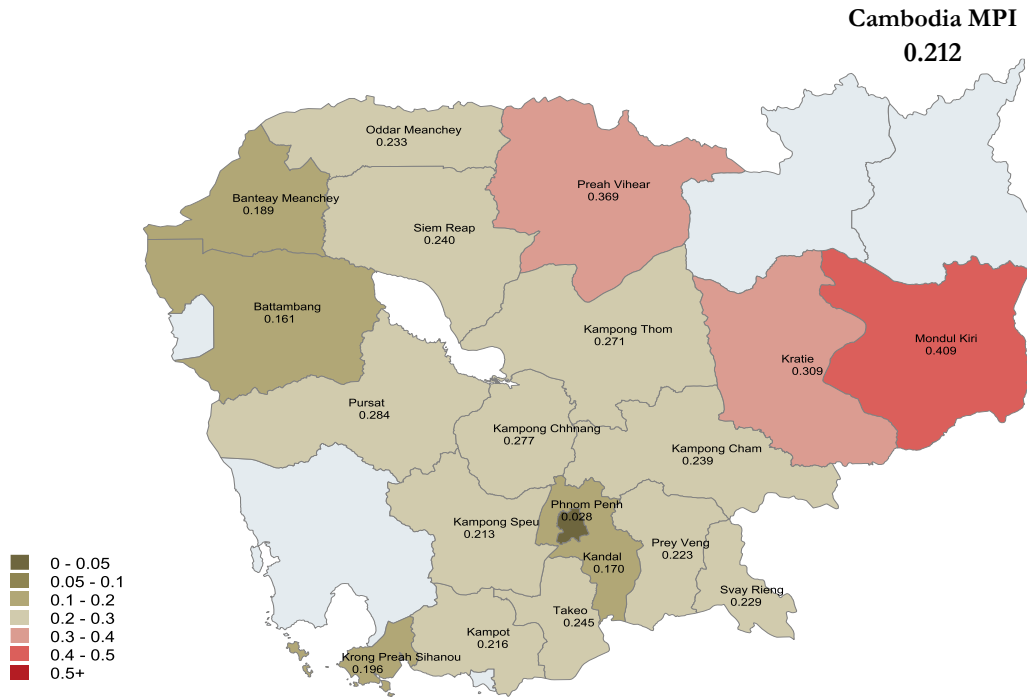 Cambodia MPI
0.212
Oddar Meanchey
0.233
Preah Vihear
0.369
Banteay Meanchey
0.189
Siem Reap
0.240
Battambang
0.161
Kampong Thom
0.271
Mondul Kiri
0.409
Kratie
0.309
Pursat
0.284
Kampong Chhnang
0.277
Kampong Cham
0.239
Phnom Penh
0.028
Kampong Speu
0.213
Prey Veng
0.223
Kandal
0.170
Svay Rieng
0.229
Takeo
0.245
Kampot
0.216
Krong Preah Sihanou
0.196
0 - 0.05
0.05 - 0.1
0.1 - 0.2
0.2 - 0.3
0.3 - 0.4
0.4 - 0.5
0.5+